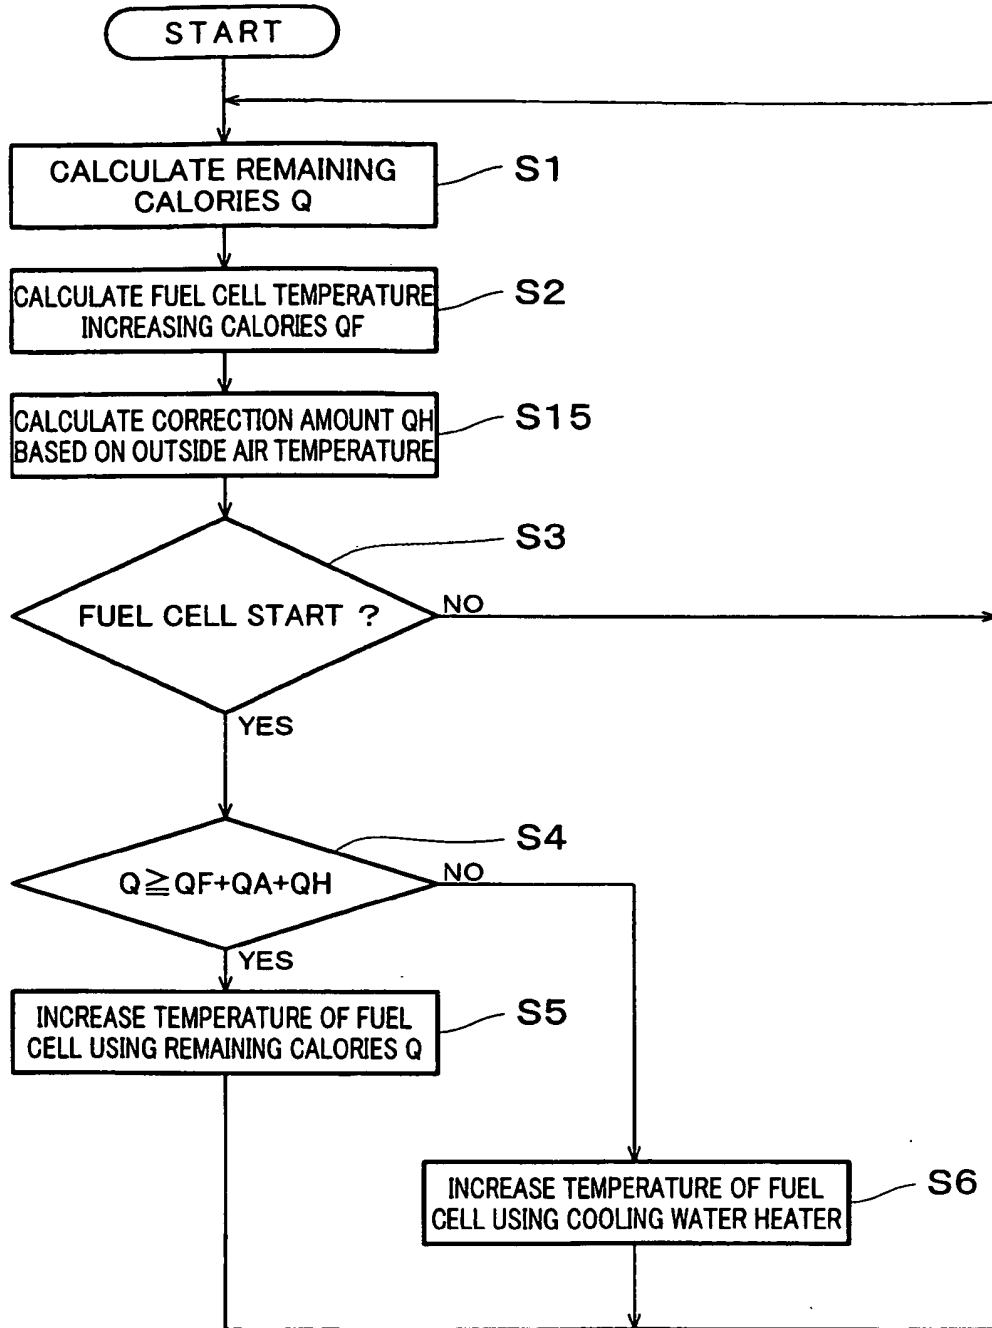 START
CALCULATE REMAINING
CALORIES Q
S1
CALCULATE FUEL CELL TEMPERATURE
INCREASING CALORIES QF
S2
CALCULATE CORRECTION AMOUNT QH
BASED ON OUTSIDE AIR TEMPERATURE
S15
S3
FUEL CELL START ?
NO
YES
S4
Q≧QF+QA+QH
NO
YES
INCREASE TEMPERATURE OF FUEL
CELL USING REMAINING CALORIES Q
S5
INCREASE TEMPERATURE OF FUEL
CELL USING COOLING WATER HEATER
S6